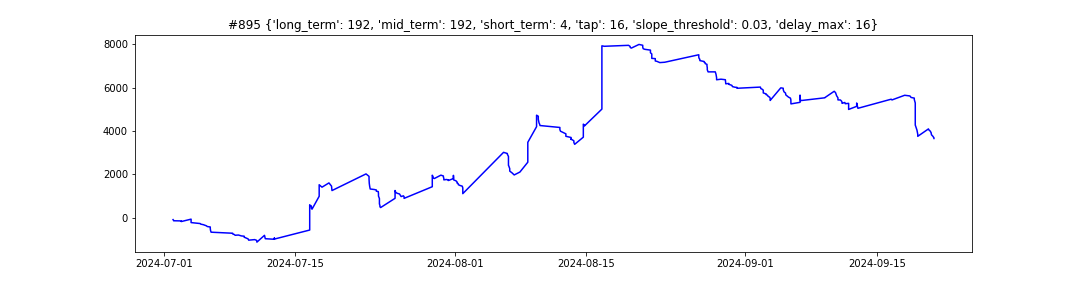 #895 {'long_term': 192, 'mid_term': 192, 'short_term': 4, 'tap': 16, 'slope_threshold': 0.03, 'delay_max': 16}
8000
6000
4000
2000
0
2024-07-01 2024-07-15 2024-08-01 2024-08-15 2024-09-01 2024-09-15